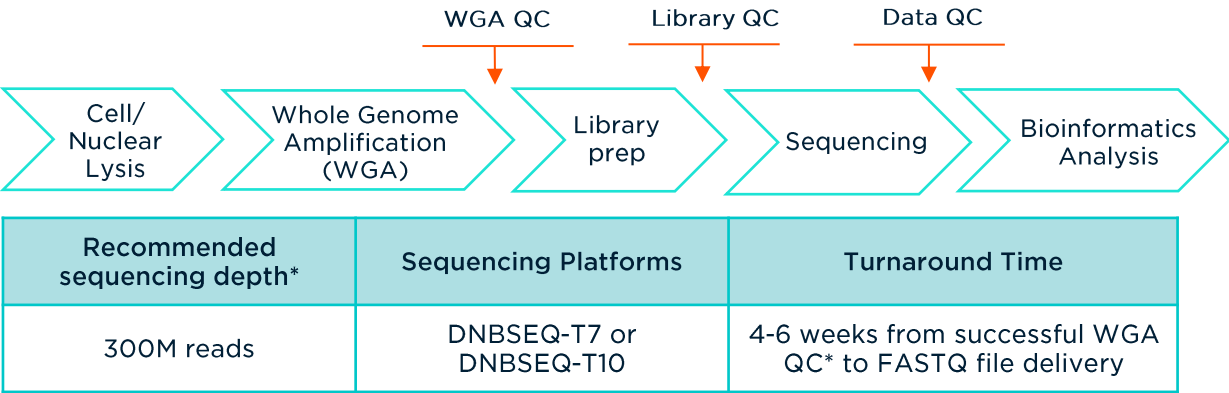 WGA QC
Library QC
Data QC
Cell/
Nuclear
Lysis
Whole Genome
Amplification
(WGA)
Library
prep
Sequencing
Bioinformatics
Analysis
Recommended
sequencing depth*
Sequencing Platforms
Turnaround Time
300M reads
DNBSEQ-T7 or
DNBSEQ-T10
4-6 weeks from successful WGA
QC* to FASTQ file delivery